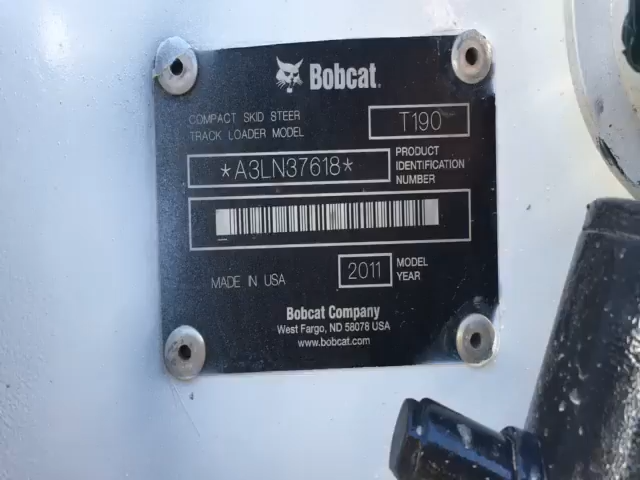 Bobcat.
COMPACT SKID STEER
TRACK LOADER MODEL
T190
*A3LN37618*
PRODUCT
IDENTIFICATION
NUMBER
MADE IN USA
2011
MODEL
YEAR
Bobcat Company
West Fargo, ND 58078 USA
www.bobcat.com